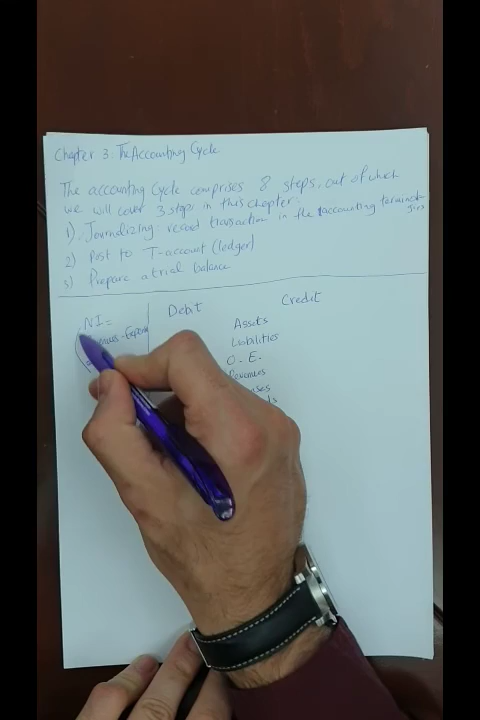 Chapter 3: The Accounting Cycle
The accounting cycle comprises 8 steps, out of which
we will cover 3 steps in this chapter:
1). Journalizing: record transaction in the accounting
2) Post to T-account (ledger)
3) Prepare a trial balance
Debit Credit
NI=
Assets
Liabilities
O. E.
Revenues